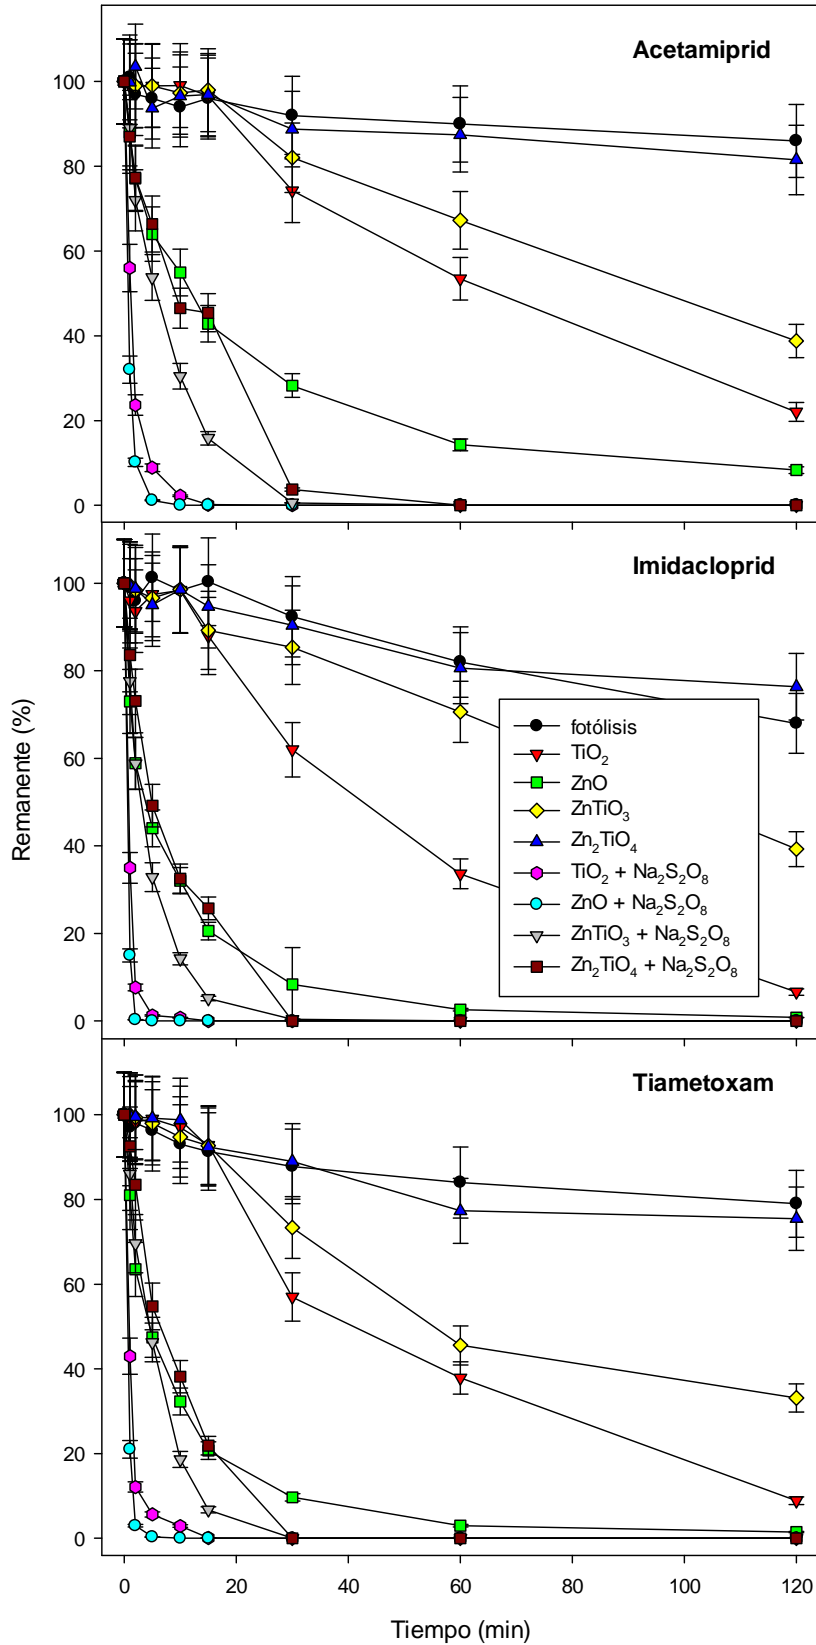 Acetamiprid
100
80
60
40
20
0
Imidacloprid
100
80
60
40
20
0
Remanente (%)
fotólisis
TiO₂
ZnO
ZnTiO₃
Zn₂TiO₄
TiO₂ + Na₂S₂O₈
ZnO + Na₂S₂O₈
ZnTiO₃ + Na₂S₂O₈
Zn₂TiO₄ + Na₂S₂O₈
Tiametoxam
100
80
60
40
20
0
0 20 40 60 80 100 120
Tiempo (min)